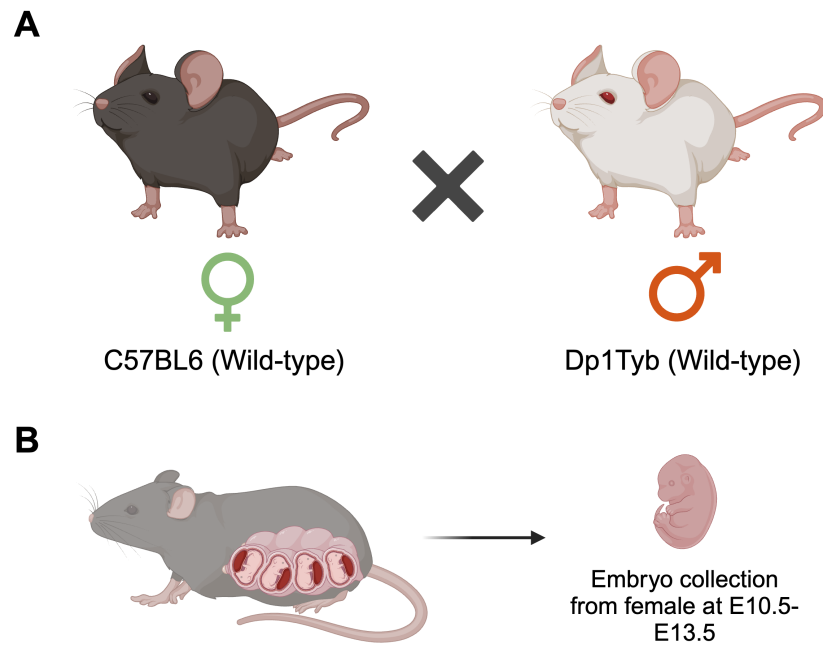 A
C57BL6 (Wild-type)
Dp1Tyb (Wild-type)
B
Embryo collection
from female at E10.5-
E13.5